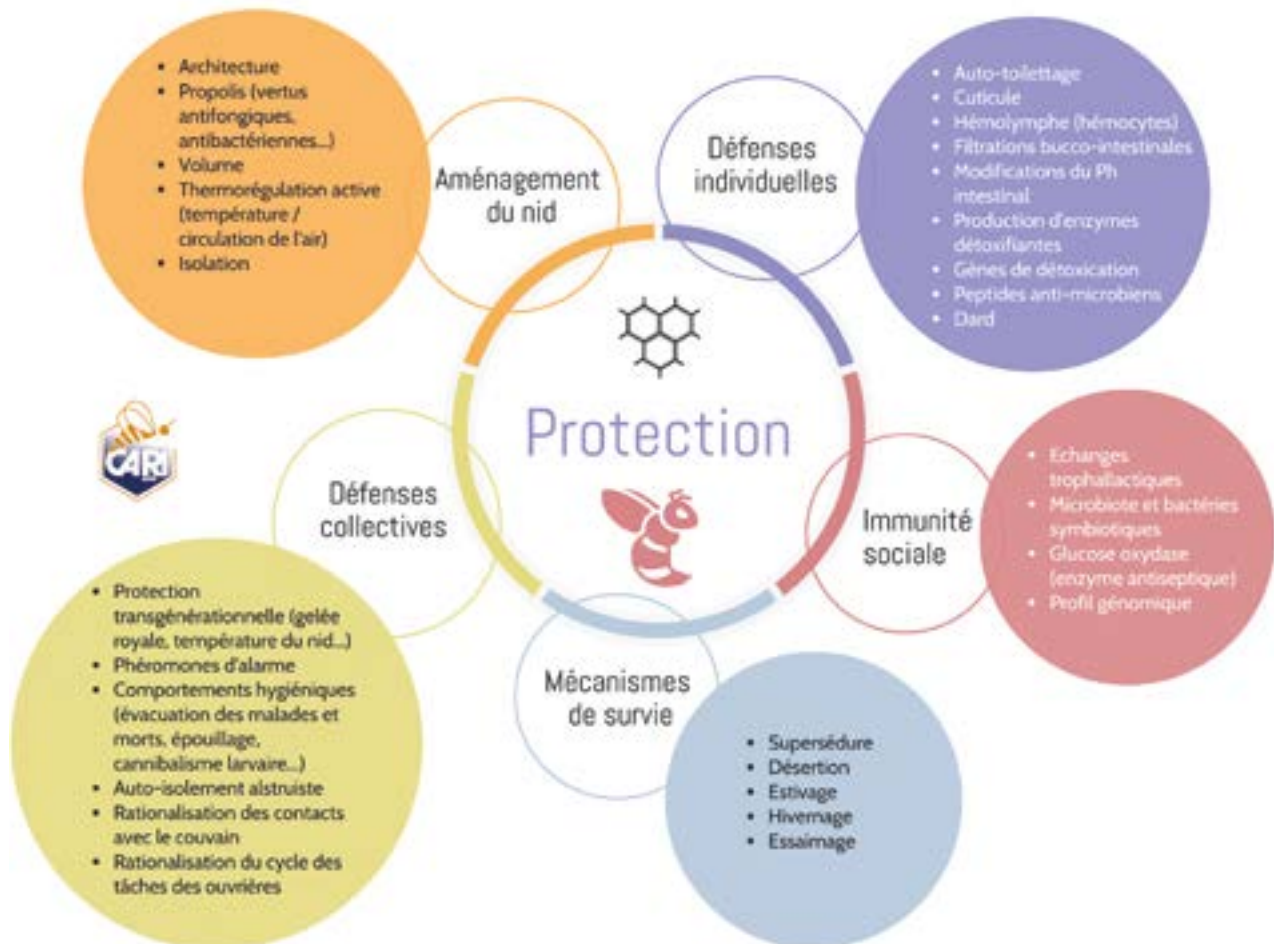 Aménagement
du nid
• Architecture
• Propolis (vertus
antifongiques,
antibactériennes...)
• Volume
• Thermorégulation active
(température /
circulation de l'air)
• Isolation
Défenses
individuelles
• Auto-toilettage
• Cuticule
• Hémolymphe (hémocytes)
• Filtrations bucco-intestinales
• Modifications du Ph
intestinal
• Production d'enzymes
détoxifiantes
• Gènes de détoxication
• Peptides anti-microbiens
• Dard
Protection
CARI
Défenses
collectives
• Protection
transgénérationnelle (gelée
royale, température du nid...)
• Phéromones d'alarme
• Comportements hygiéniques
(évacuation des malades et
morts, épouillage,
cannibalisme larvaire...)
• Auto-isolement alstruiste
• Rationalisation des contacts
avec le couvain
• Rationalisation du cycle des
tâches des ouvrières
Immunité
sociale
• Echanges
trophallactiques
• Microbiote et bactéries
symbiotiques
• Glucose oxydase
(enzyme antiseptique)
• Profil génomique
Mécanismes
de survie
• Supersédure
• Désertion
• Estivage
• Hivernage
• Essaimage